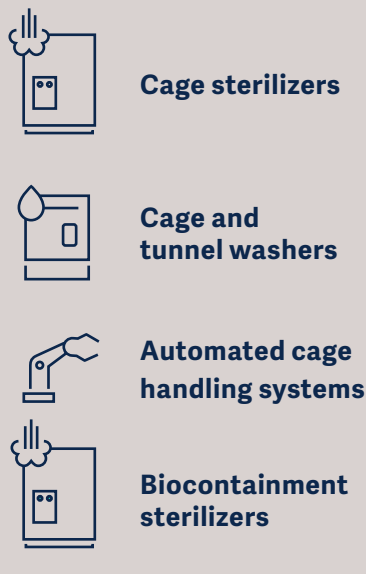 Cage sterilizers
Cage and
tunnel washers
Automated cage
handling systems
Biocontainment
sterilizers